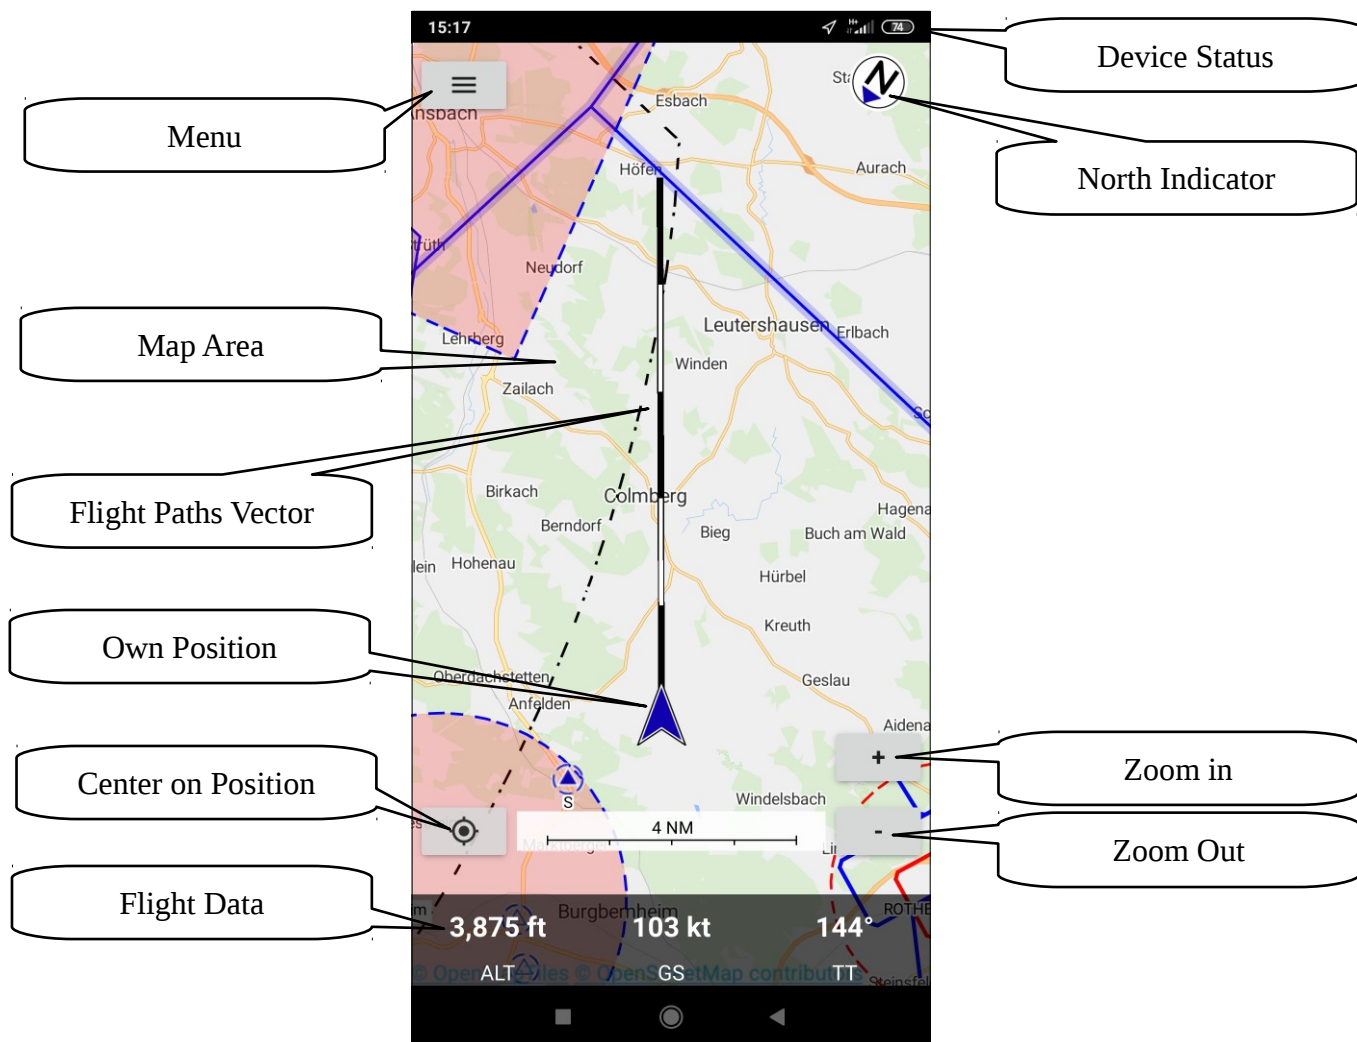 15:17
H+
74
Device Status
Menu
North Indicator
N
Esbach
Höfen
Aurach
Neudorf
Map Area
Leutershausen
Erlbach
Lehrberg
Winden
Zailach
Flight Paths Vector
Birkach
Colmberg
Berndorf
Bieg
Buch am Wald
Hohenau
Hürbel
Kreuth
Own Position
Oberdachstetten
Geslau
Anfelden
Center on Position
+
Zoom in
S
Windelsbach
4 NM
-
Zoom Out
Flight Data
Burgbernheim
3,875 ft
103 kt
144°
ALT
GS
TT
© OpenMapTiles © OpenStreetMap contributors